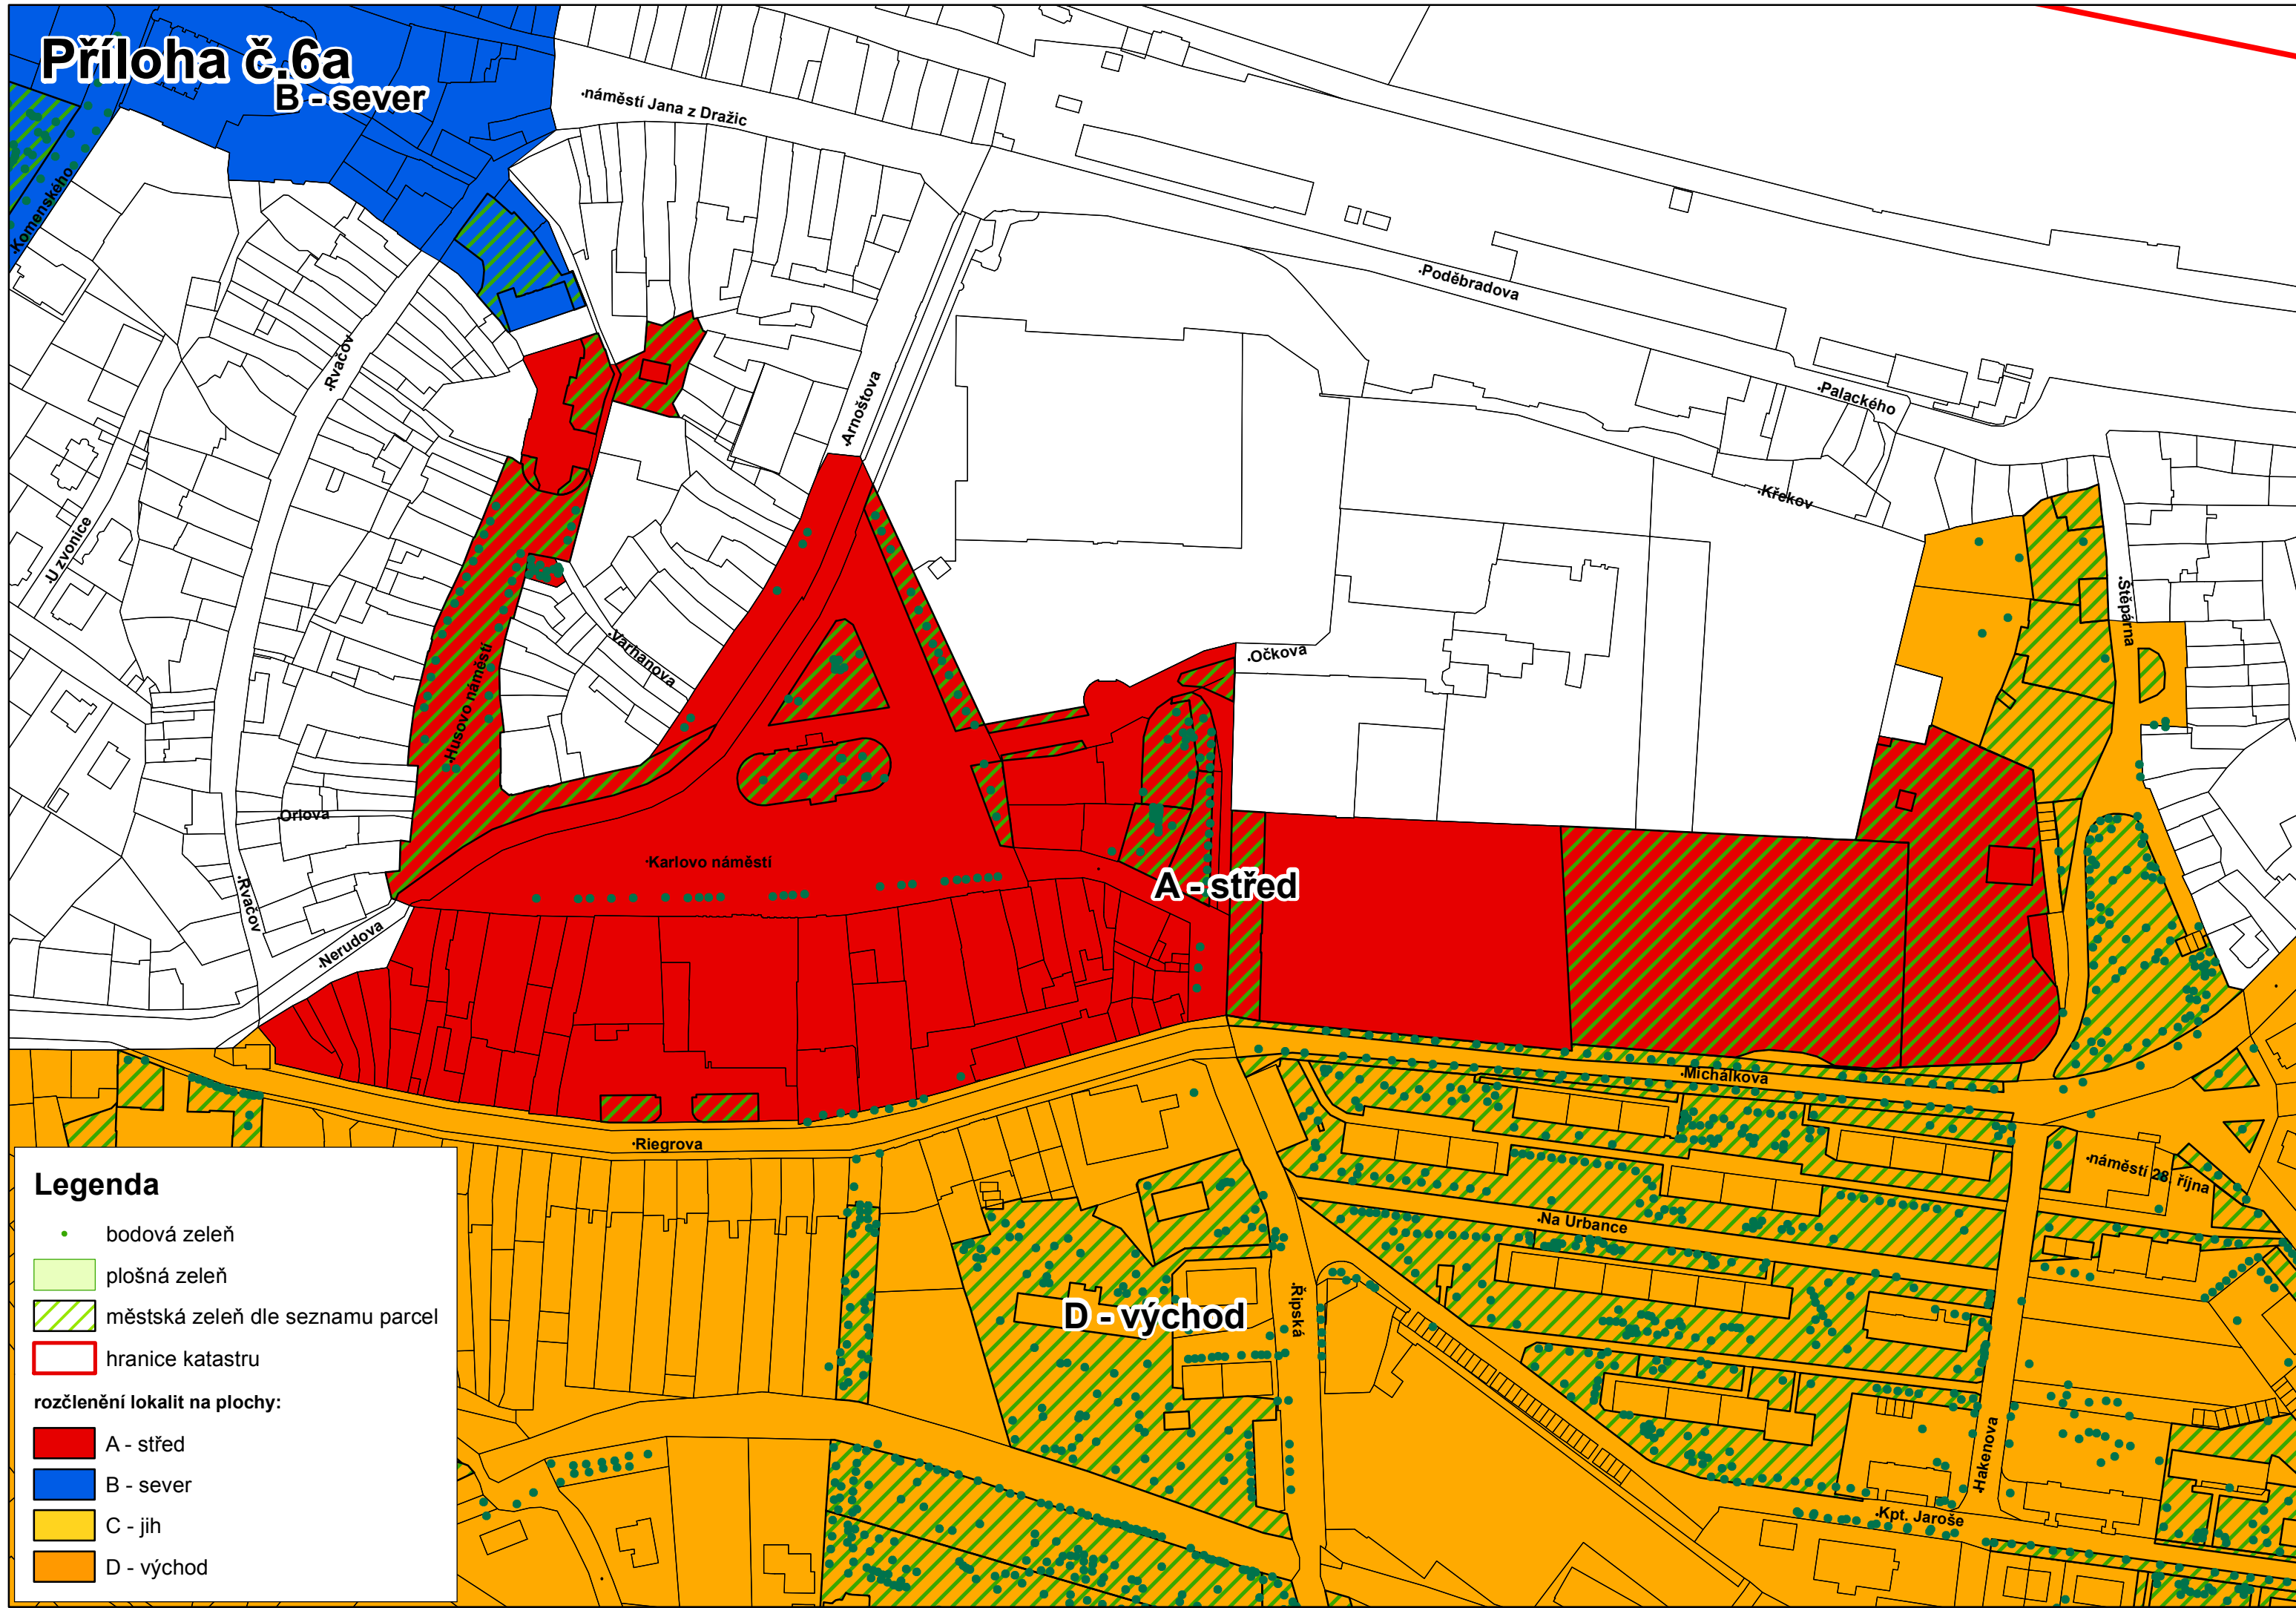 Příloha č.6a
B - sever
náměstí Jana z Dražic
Komenského
Poděbradova
Rvačov
Arnoštova
Palackého
Křekov
U zvonice
Štěpárna
Varhanova
Očkova
Husovo náměstí
Orlova
Karlovo náměstí
A - střed
Rvačov
Nerudova
Michálkova
Riegrova
náměstí 28. října
Na Urbance
Řipská
D - východ
Hakenova
Kpt. Jaroše
Legenda
bodová zeleň
plošná zeleň
městská zeleň dle seznamu parcel
hranice katastru
rozčlenění lokalit na plochy:
A - střed
B - sever
C - jih
D - východ